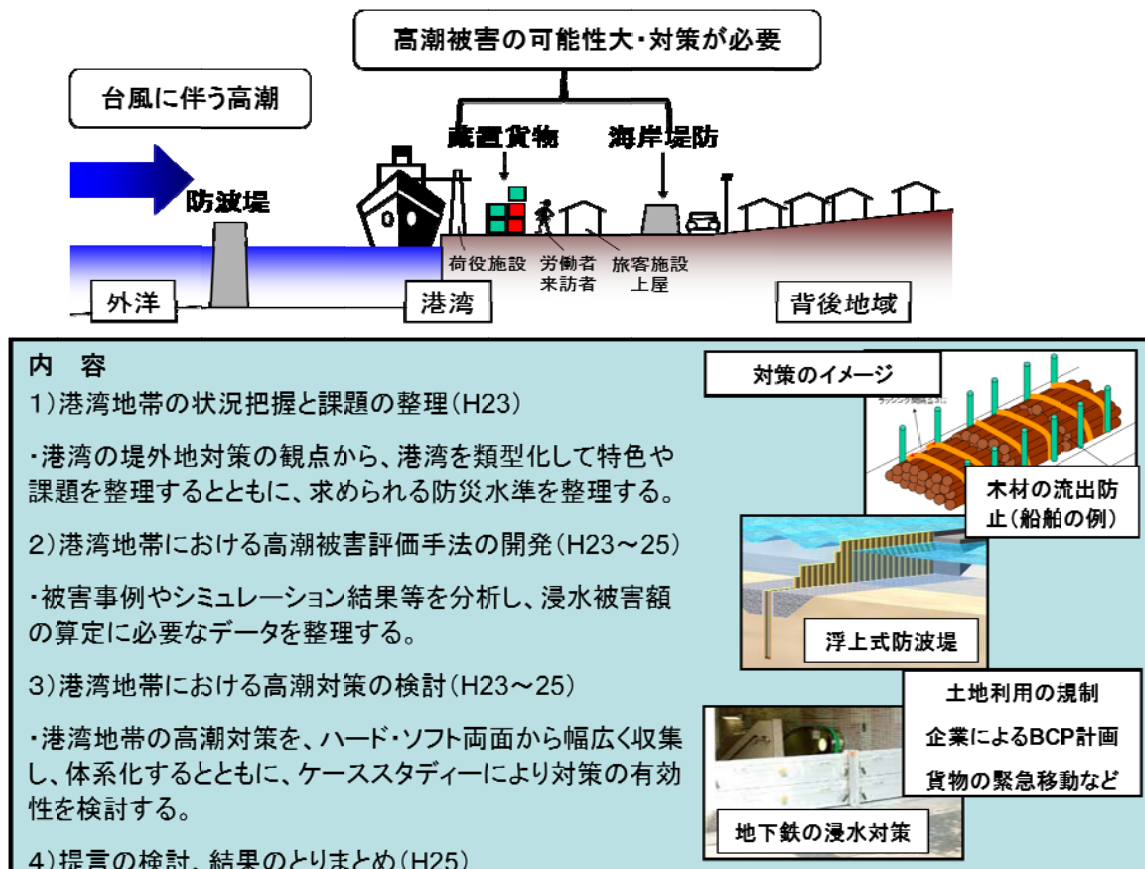 高潮被害の可能性大・対策が必要
台風に伴う高潮
蔵置貨物
海岸堤防
防波堤
荷役施設
労働者
来訪者
旅客施設
上屋
外洋
港湾
背後地域
内　容
1)港湾地帯の状況把握と課題の整理(H23)
・港湾の堤外地対策の観点から、港湾を類型化して特色や
課題を整理するとともに、求められる防災水準を整理する。
2)港湾地帯における高潮被害評価手法の開発(H23～25)
・被害事例やシミュレーション結果等を分析し、浸水被害額
の算定に必要なデータを整理する。
3)港湾地帯における高潮対策の検討(H23～25)
・港湾地帯の高潮対策を、ハード・ソフト両面から幅広く収集
し、体系化するとともに、ケーススタディーにより対策の有効
性を検討する。
4)提言の検討、結果のとりまとめ(H25)
対策のイメージ
木材の流出防
止(船舶の例)
浮上式防波堤
土地利用の規制
企業によるBCP計画
貨物の緊急移動など
地下鉄の浸水対策